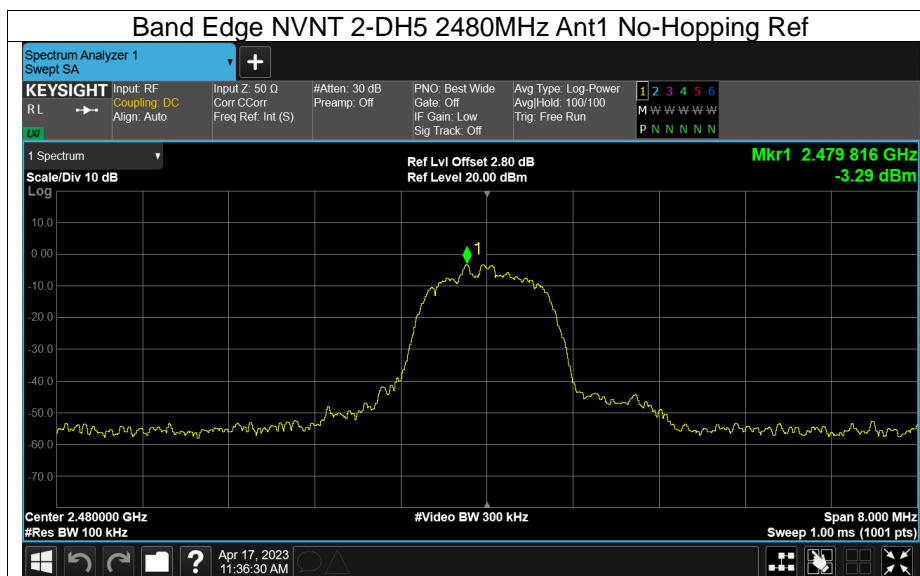 Band Edge NVNT 2-DH5 2480MHz Ant1 No-Hopping Ref
Spectrum Analyzer 1
Swept SA
+
KEYSIGHT Input: RF Input Z: 50 Ω #Atten: 30 dB PNO: Best Wide Avg Type: Log-Power 1 2 3 4 5 6
RL Coupling: DC Corr CCorr Preamp: Off Gate: Off Avg|Hold: 100/100 M W W W W W
Align: Auto Freq Ref: Int (S) IF Gain: Low Trig: Free Run
LXI Sig Track: Off P N N N N N
1 Spectrum Ref Lvl Offset 2.80 dB Mkr1 2.479 816 GHz
Scale/Div 10 dB Ref Level 20.00 dBm -3.29 dBm
Log
10.0
0.00
1
-10.0
-20.0
-30.0
-40.0
-50.0
-60.0
-70.0
Center 2.480000 GHz #Video BW 300 kHz Span 8.000 MHz
#Res BW 100 kHz Sweep 1.00 ms (1001 pts)
? Apr 17, 2023
11:36:30 AM